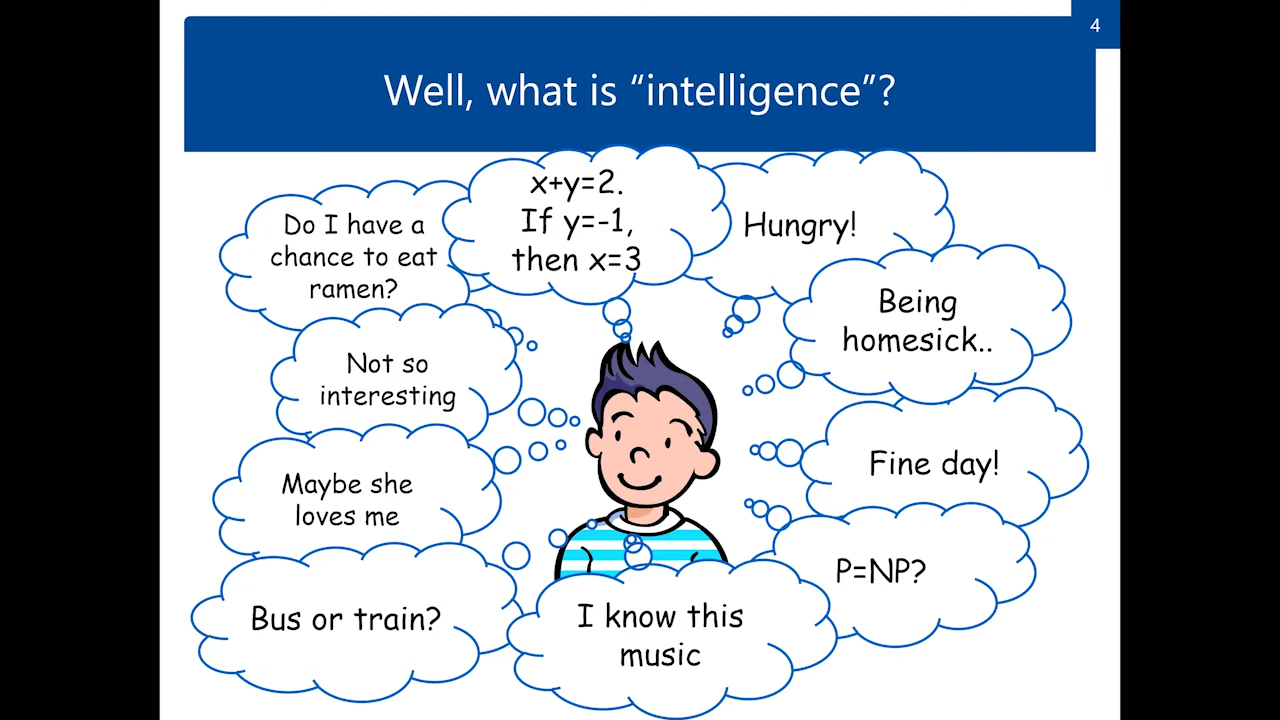 4
Well, what is “intelligence”?
Do I have a
chance to eat
ramen?
x+y=2.
If y=-1,
then x=3
Hungry!
Being
homesick..
Not so
interesting
Fine day!
Maybe she
loves me
P=NP?
Bus or train?
I know this
music